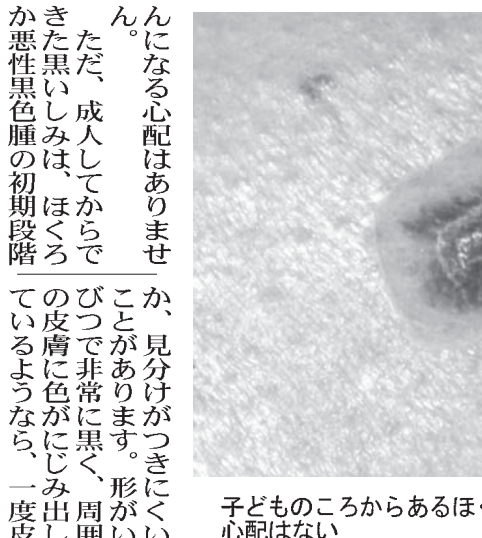 んになる心配はありませ
ん。
ただ、成人してからで
きた黒いしみは、ほくろ
か悪性黒色腫の初期段階
か、見分けがつきにくい
ことがあります。形がい
びつで非常に黒く、周囲
の皮膚に色がにじみ出し
ているようなら、一度皮
子どものころからあるほく
心配はない